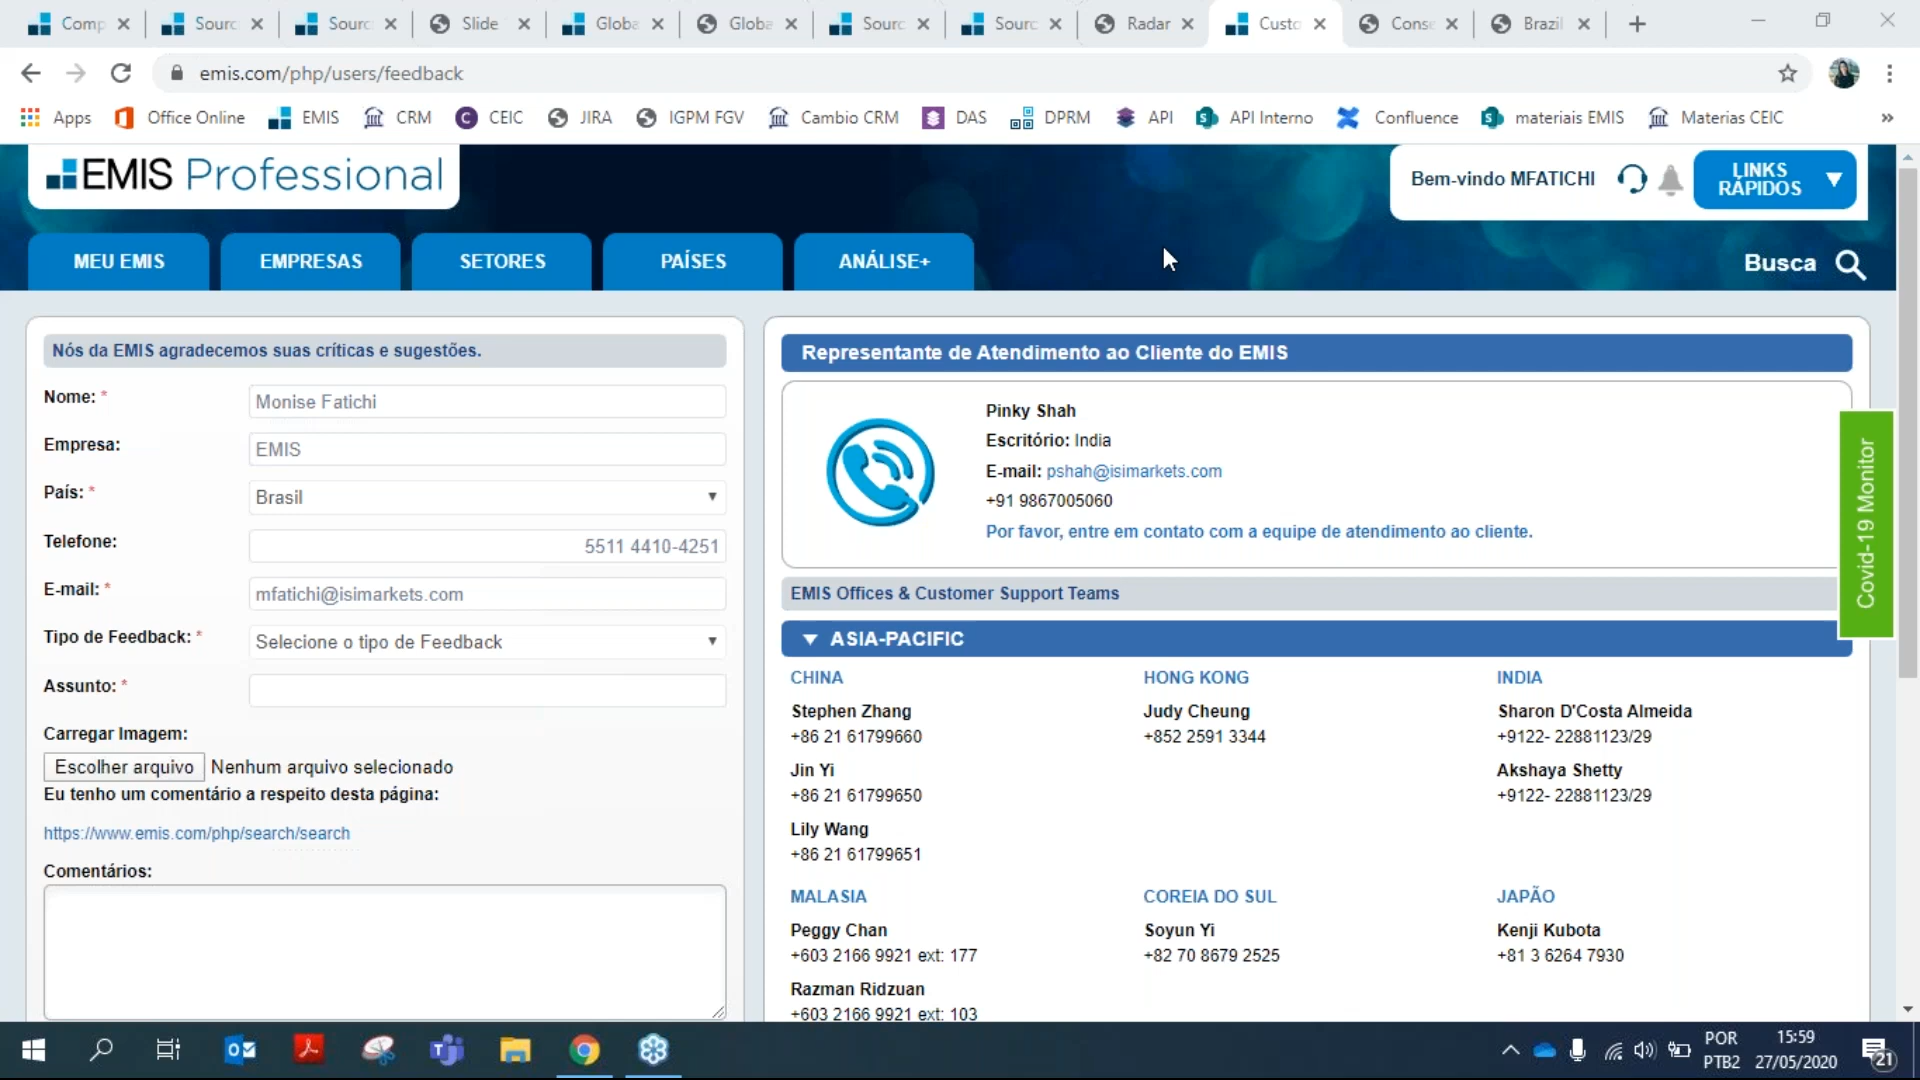 Comp
Sourc
Sourc
Slide
Globa
Globa
Sourc
Sourc
Radar
Custo
Conse
Brazil
emis.com/php/users/feedback
Apps
Office Online
EMIS
CRM
CEIC
JIRA
IGPM FGV
Cambio CRM
DAS
DPRM
API
API Interno
Confluence
materiais EMIS
Materias CEIC
»
EMIS Professional
Bem-vindo MFATICHI
LINKS
RÁPIDOS
MEU EMIS
EMPRESAS
SETORES
PAÍSES
ANÁLISE+
Busca
Nós da EMIS agradecemos suas críticas e sugestões.
Nome: *
Monise Fatichi
Empresa:
EMIS
País: *
Brasil
Telefone:
5511 4410-4251
E-mail: *
mfatichi@isimarkets.com
Tipo de Feedback: *
Selecione o tipo de Feedback
Assunto: *
Carregar Imagem:
Escolher arquivo Nenhum arquivo selecionado
Eu tenho um comentário a respeito desta página:
https://www.emis.com/php/search/search
Comentários:
Representante de Atendimento ao Cliente do EMIS
Pinky Shah
Escritório: India
E-mail: pshah@isimarkets.com
+91 9867005060
Por favor, entre em contato com a equipe de atendimento ao cliente.
Covid-19 Monitor
EMIS Offices & Customer Support Teams
ASIA-PACIFIC
CHINA
Stephen Zhang
+86 21 61799660
Jin Yi
+86 21 61799650
Lily Wang
+86 21 61799651
HONG KONG
Judy Cheung
+852 2591 3344
INDIA
Sharon D'Costa Almeida
+9122- 22881123/29
Akshaya Shetty
+9122- 22881123/29
MALASIA
Peggy Chan
+603 2166 9921 ext: 177
Razman Ridzuan
+603 2166 9921 ext: 103
COREIA DO SUL
Soyun Yi
+82 70 8679 2525
JAPÃO
Kenji Kubota
+81 3 6264 7930
POR
PTB2
15:59
27/05/2020
21